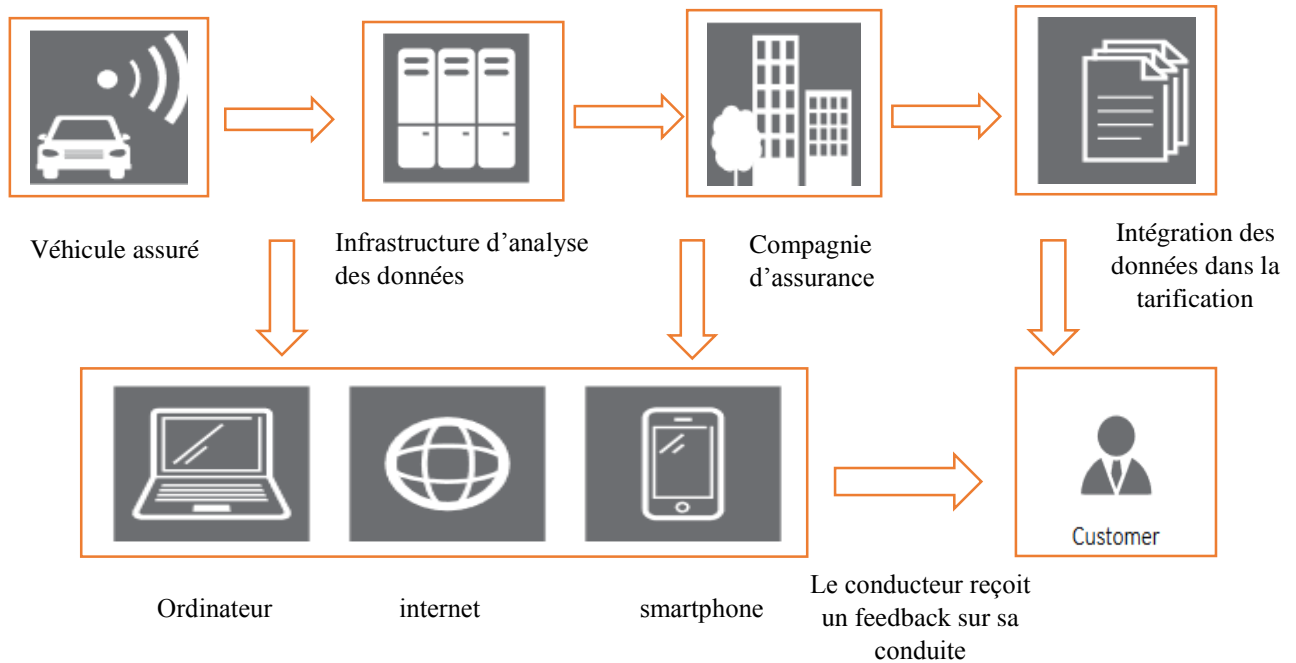 Véhicule assuré
Infrastructure d’analyse
des données
Compagnie
d’assurance
Intégration des
données dans la
tarification
Customer
Ordinateur
internet
smartphone
Le conducteur reçoit
un feedback sur sa
conduite